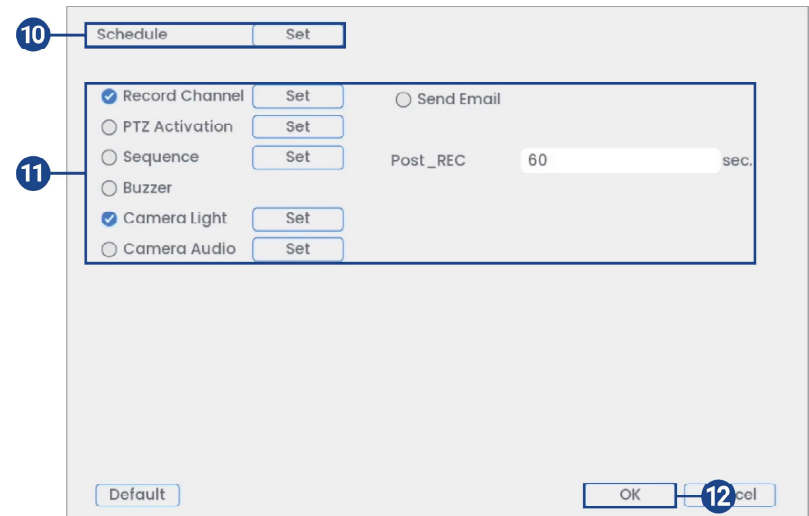 10 Schedule Set
Record Channel Set Send Email
PTZ Activation Set
11 Sequence Set Post_REC 60 sec.
Buzzer
Camera Light Set
Camera Audio Set
Default OK 12 cel